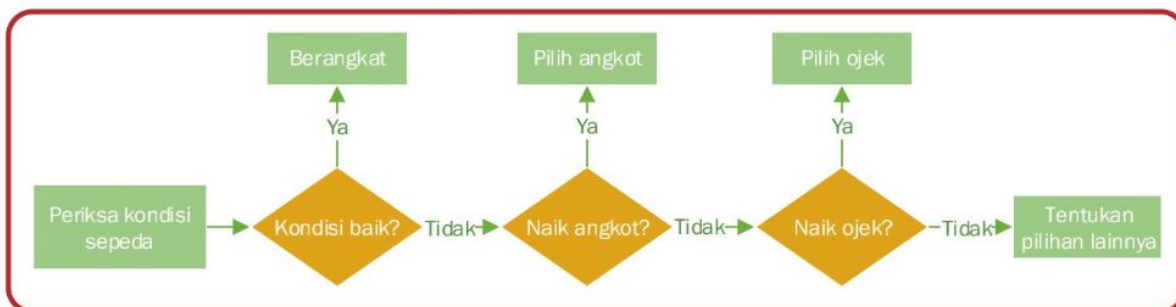 Berangkat
Pilih angkot
Pilih ojek
Ya
Ya
Ya
Periksa kondisi
sepeda
Kondisi baik?
Tidak
Naik angkot?
Tidak
Naik ojek?
Tidak
Tentukan
pilihan lainnya